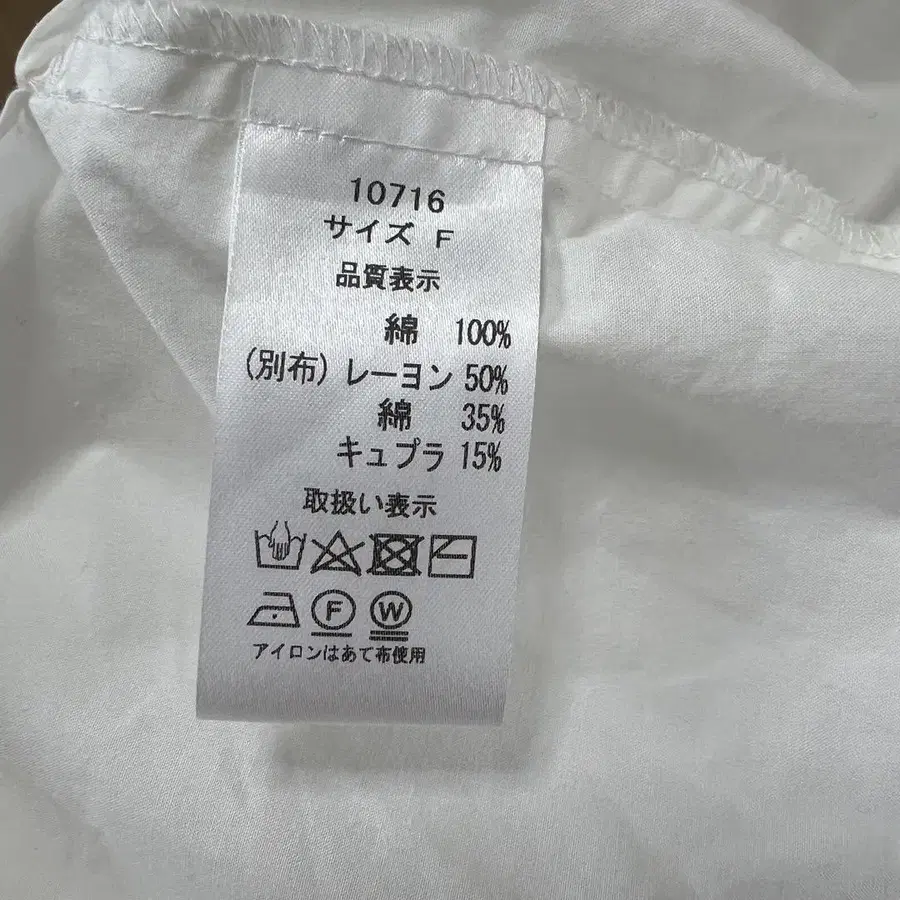 10716
サイズ F
品質表示
綿 100%
(別布) レーヨン 50%
綿 35%
キュプラ 15%
取扱い表示
F W
アイロンはあて布使用